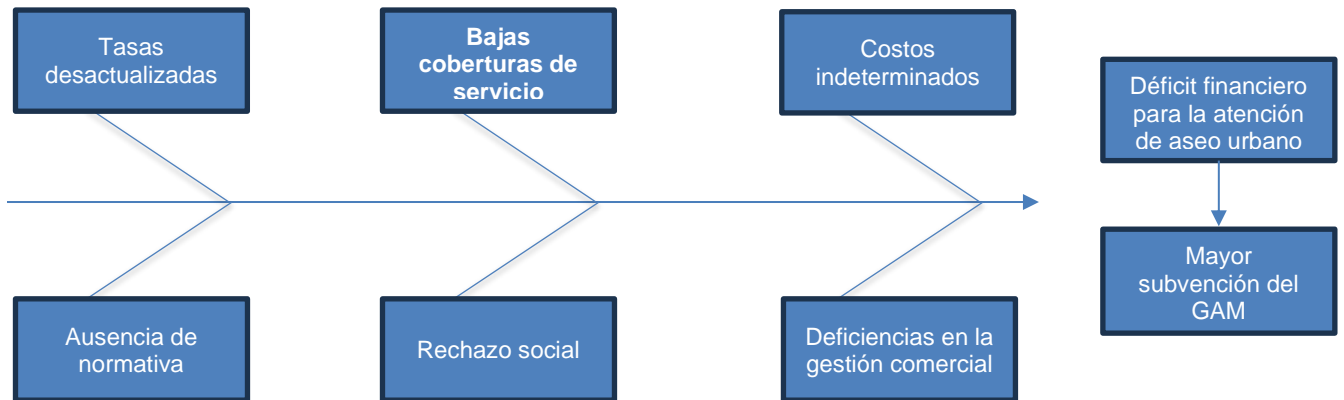 Tasas
desactualizadas
Bajas
coberturas de
servicio
Costos
indeterminados
Déficit financiero
para la atención
de aseo urbano
Mayor
subvención del
GAM
Ausencia de
normativa
Rechazo social
Deficiencias en la
gestión comercial